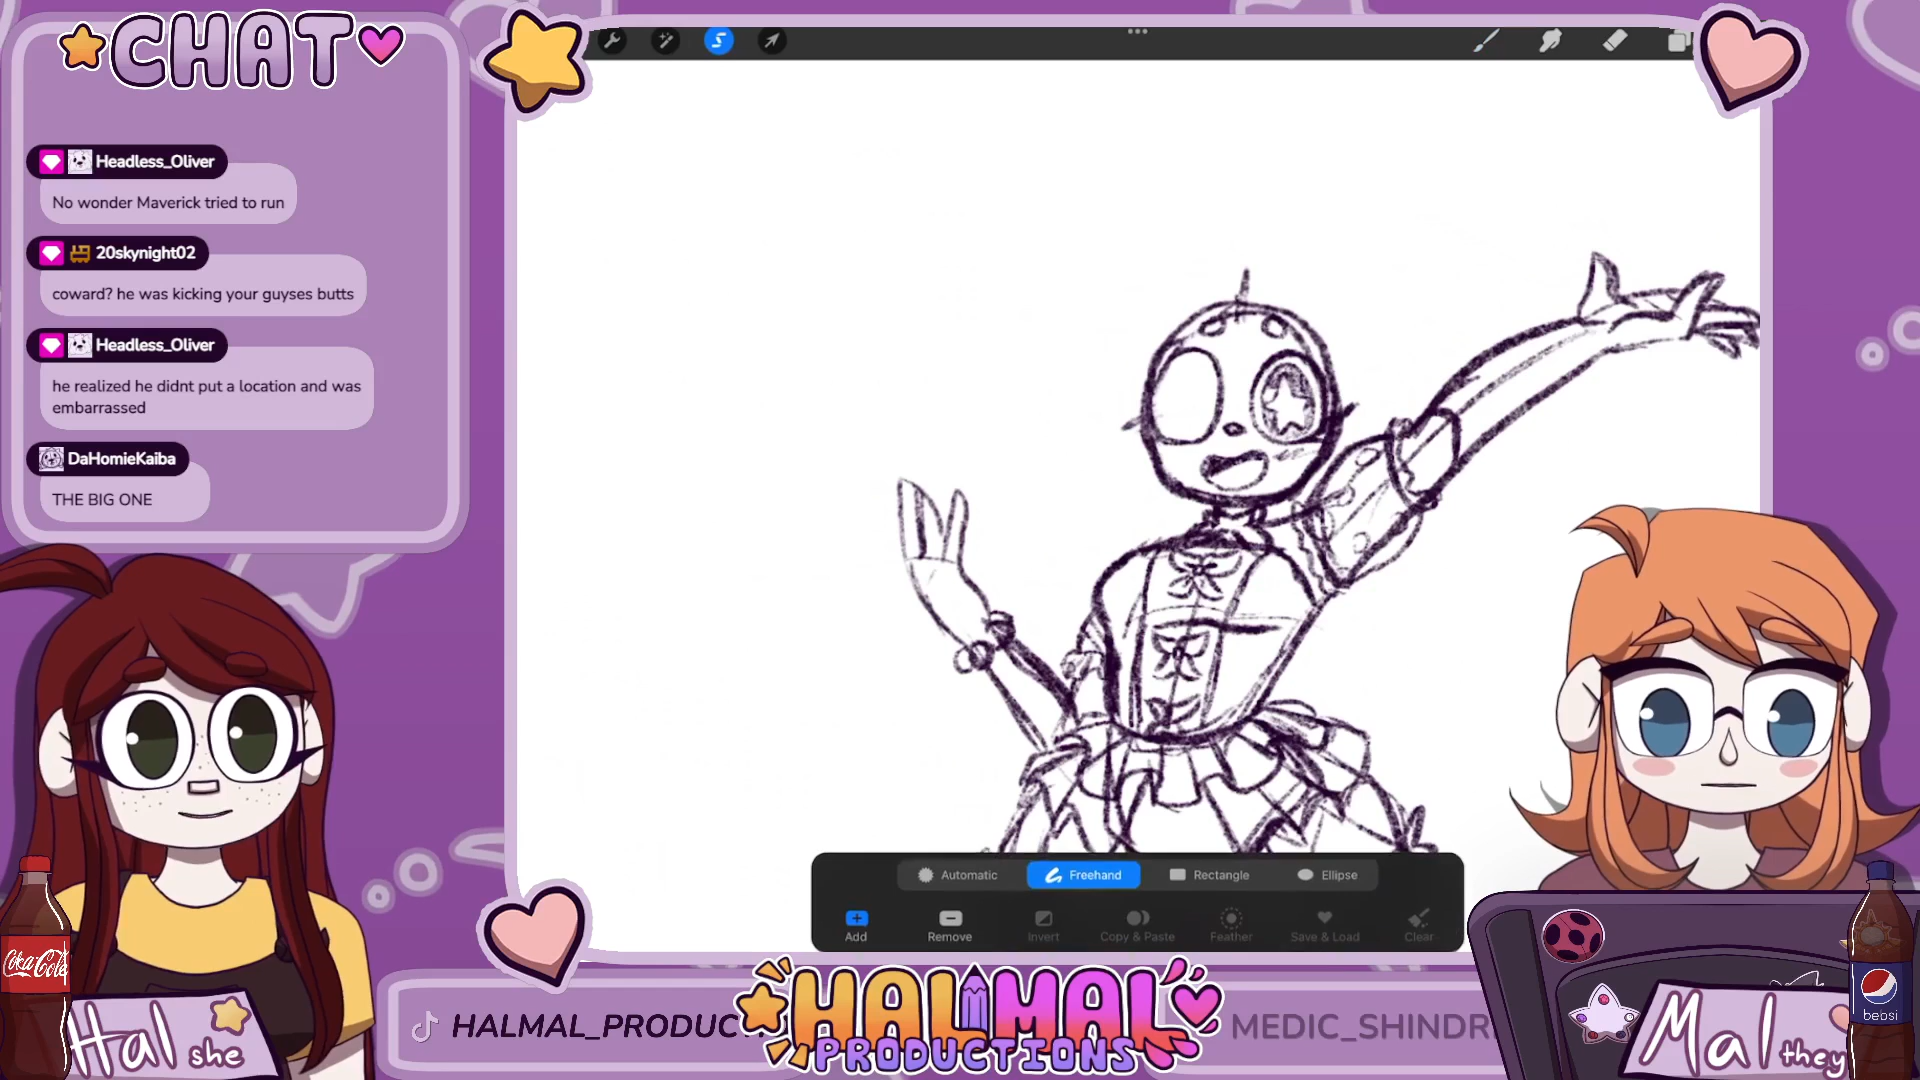 CHAT
Headless_Oliver
No wonder Maverick tried to run
20skynight02
coward? he was kicking your guyses butts
Headless_Oliver
he realized he didnt put a location and was
embarrassed
DaHomieKaiba
THE BIG ONE
Automatic
Freehand
Rectangle
Ellipse
Add
Remove
Invert
Copy & Paste
Feather
Save & Load
Clear
Coka Cola
Hal she
HALMAL_PRODUC
HALMAL
PRODUCTIONS
MEDIC_SHINDR
Mal they
bepsi